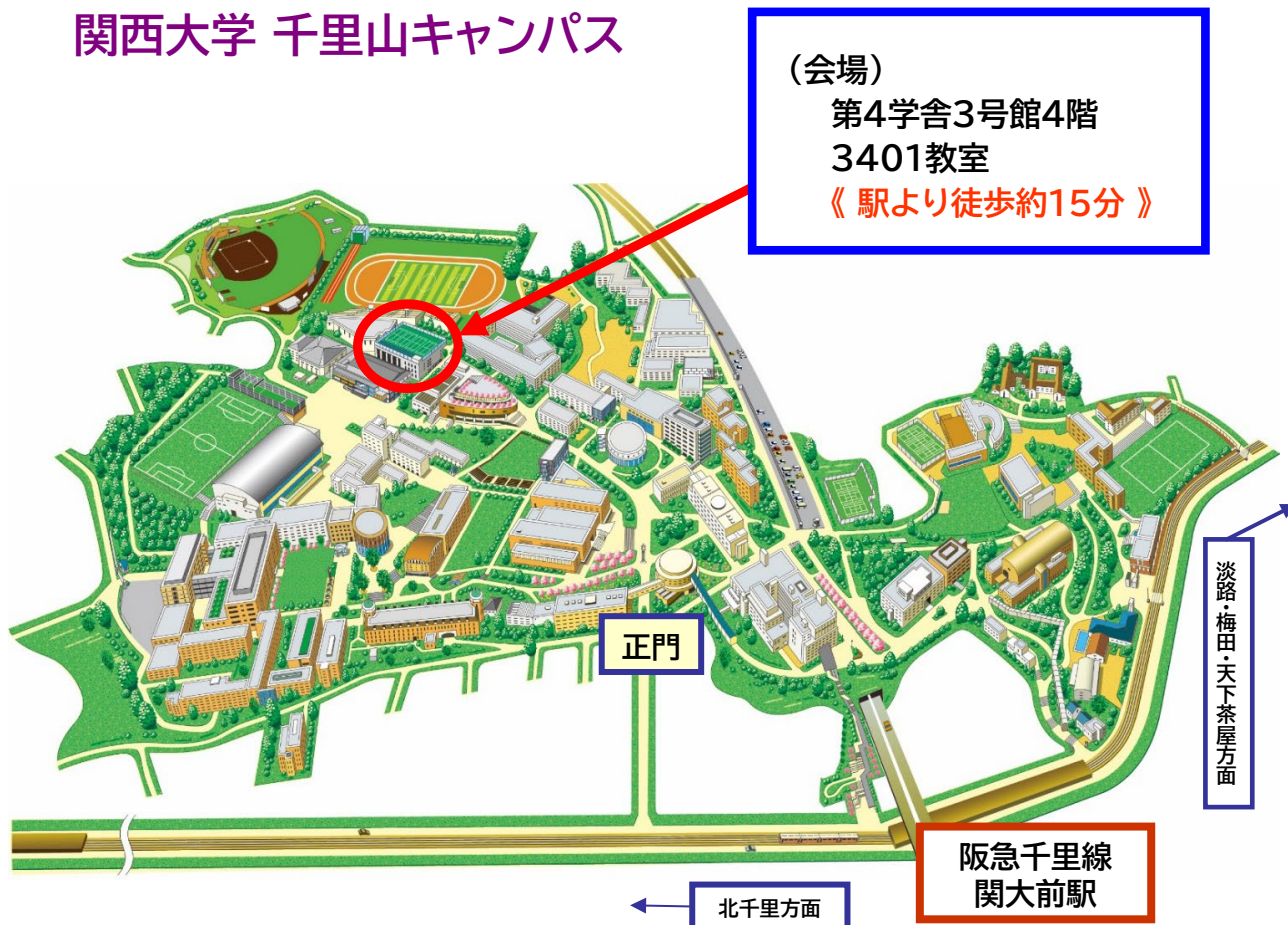 関西大学 千里山キャンパス
（会場）
第4学舎3号館4階
3401教室
《 駅より徒歩約15分 》
正門
淡路・梅田・天下茶屋方面
阪急千里線
関大前駅
北千里方面